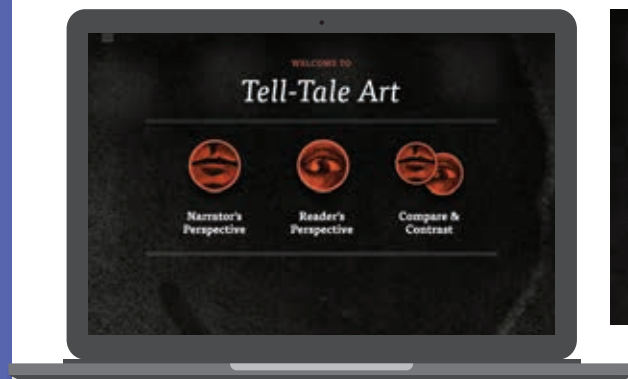 WELCOME TO
Tell-Tale Art
Narrator's
Perspective
Reader's
Perspective
Compare &
Contrast